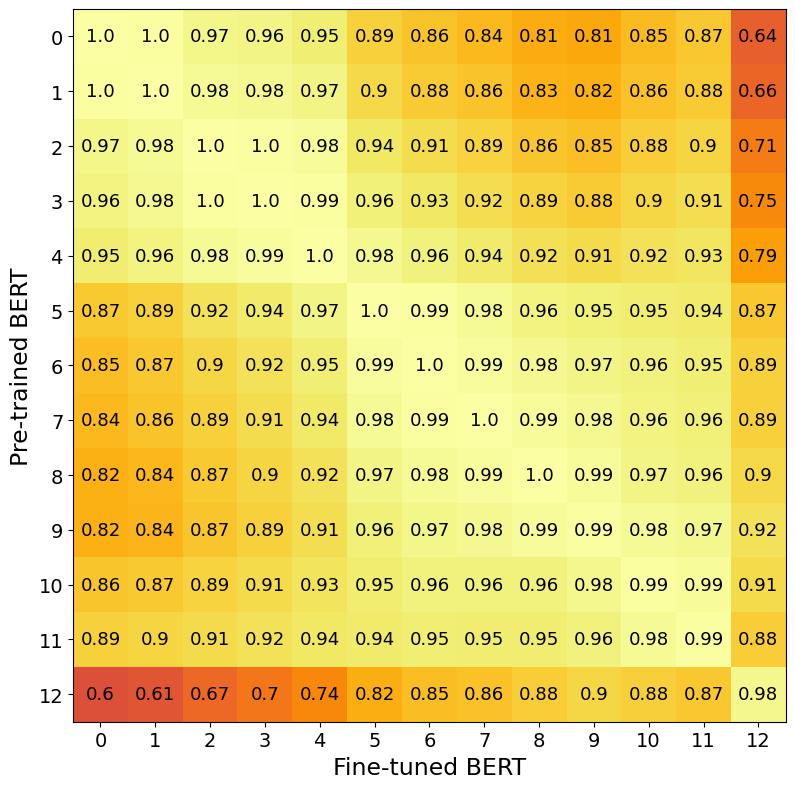 0 1.0 1.0 0.97 0.96 0.95 0.89 0.86 0.84 0.81 0.81 0.85 0.87 0.64
1 1.0 1.0 0.98 0.98 0.97 0.9 0.88 0.86 0.83 0.82 0.86 0.88 0.66
2 0.97 0.98 1.0 1.0 0.98 0.94 0.91 0.89 0.86 0.85 0.88 0.9 0.71
3 0.96 0.98 1.0 1.0 0.99 0.96 0.93 0.92 0.89 0.88 0.9 0.91 0.75
4 0.95 0.96 0.98 0.99 1.0 0.98 0.96 0.94 0.92 0.91 0.92 0.93 0.79
5 0.87 0.89 0.92 0.94 0.97 1.0 0.99 0.98 0.96 0.95 0.95 0.94 0.87
6 0.85 0.87 0.9 0.92 0.95 0.99 1.0 0.99 0.98 0.97 0.96 0.95 0.89
7 0.84 0.86 0.89 0.91 0.94 0.98 0.99 1.0 0.99 0.98 0.96 0.96 0.89
8 0.82 0.84 0.87 0.9 0.92 0.97 0.98 0.99 1.0 0.99 0.97 0.96 0.9
9 0.82 0.84 0.87 0.89 0.91 0.96 0.97 0.98 0.99 0.99 0.98 0.97 0.92
10 0.86 0.87 0.89 0.91 0.93 0.95 0.96 0.96 0.96 0.98 0.99 0.99 0.91
11 0.89 0.9 0.91 0.92 0.94 0.94 0.95 0.95 0.95 0.96 0.98 0.99 0.88
12 0.6 0.61 0.67 0.7 0.74 0.82 0.85 0.86 0.88 0.9 0.88 0.87 0.98
0 1 2 3 4 5 6 7 8 9 10 11 12
Fine-tuned BERT
Pre-trained BERT